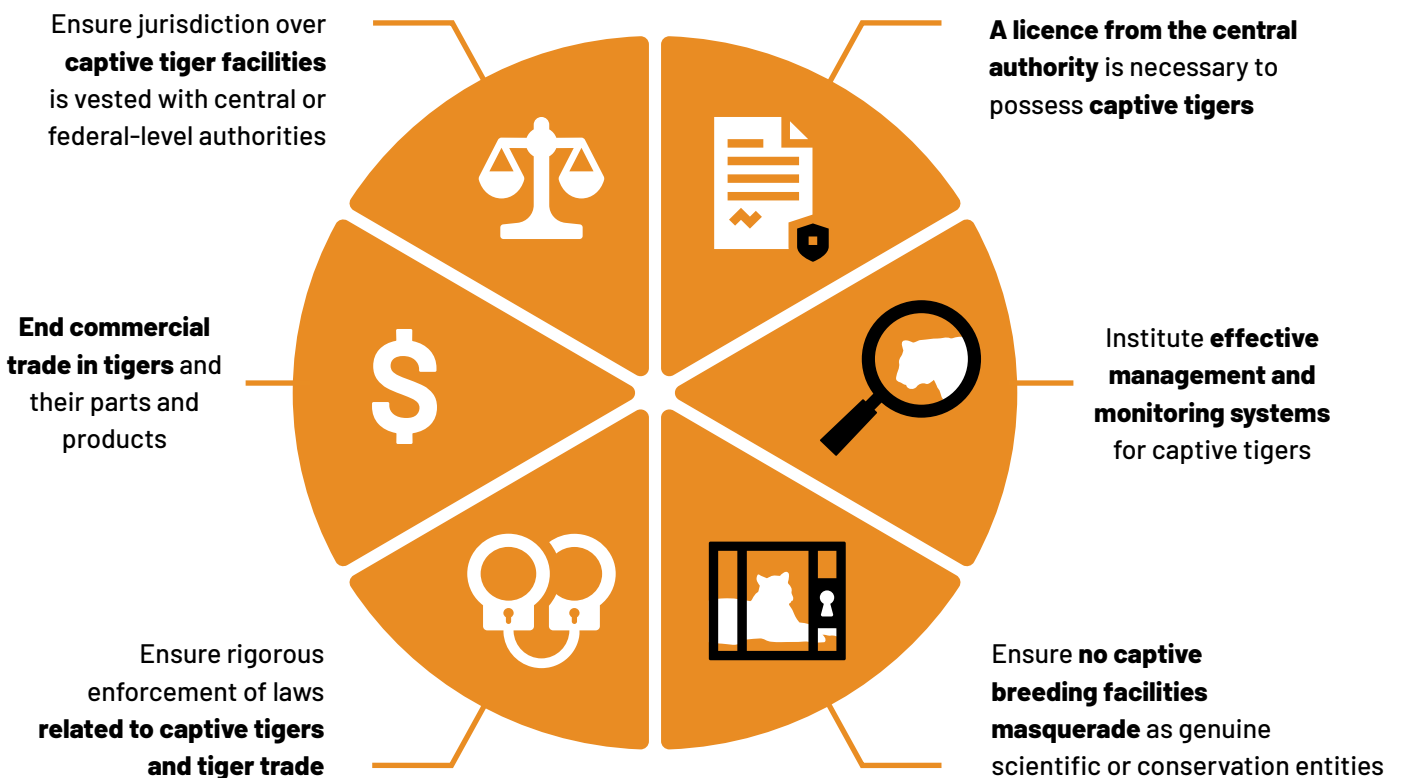 Ensure jurisdiction over
captive tiger facilities
is vested with central or
federal-level authorities
A licence from the central
authority is necessary to
possess captive tigers
End commercial
trade in tigers and
their parts and
products
$
Institute effective
management and
monitoring systems
for captive tigers
Ensure rigorous
enforcement of laws
related to captive tigers
and tiger trade
Ensure no captive
breeding facilities
masquerade as genuine
scientific or conservation entities